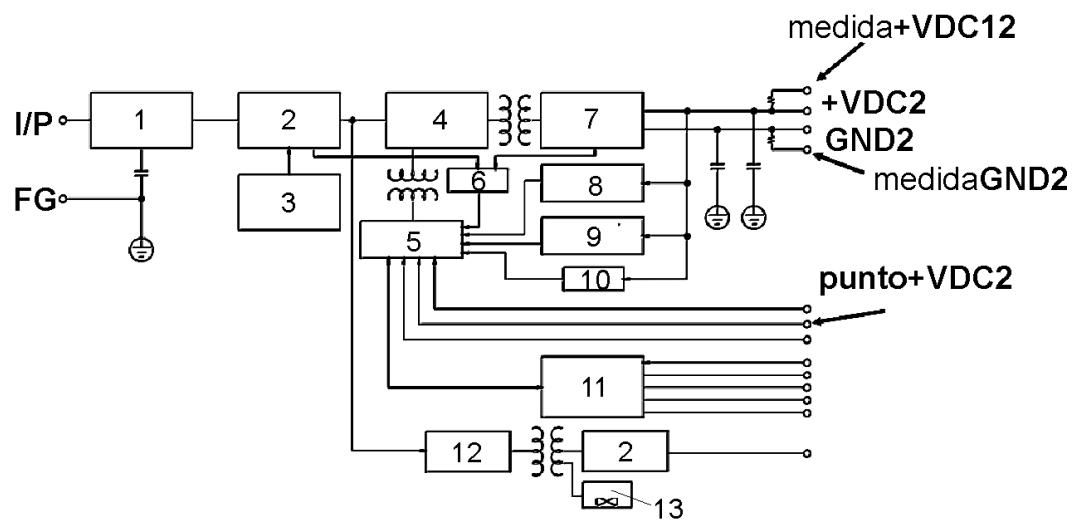 medida+VDC12
I/P
1
2
4
7
+VDC2
GND2
medidaGND2
FG
3
6
8
5
9
10
punto+VDC2
11
12
2
13